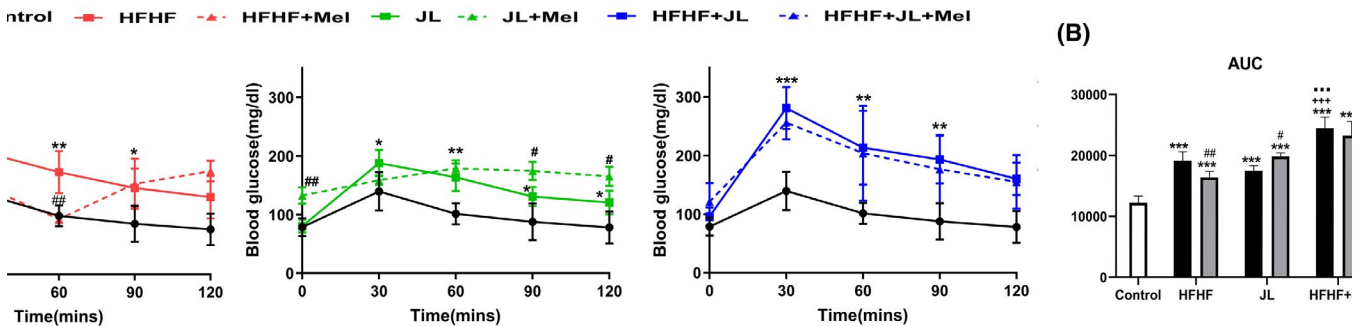 ntrol HFHF HFHF+Mel JL JL+Mel HFHF+JL HFHF+JL+Mel
(B)
** *
##
60 90 120
Time(mins)
Blood glucose(mg/dl)
300
200
100
0
## * ** # #
* *
0 30 60 90 120
Time(mins)
Blood glucose(mg/dl)
300
200
100
0
*** ** **
0 30 60 90 120
Time(mins)
AUC
30000
20000
10000
0
*** ## *** *** # *** +++ *** **
Control HFHF JL HFHF+